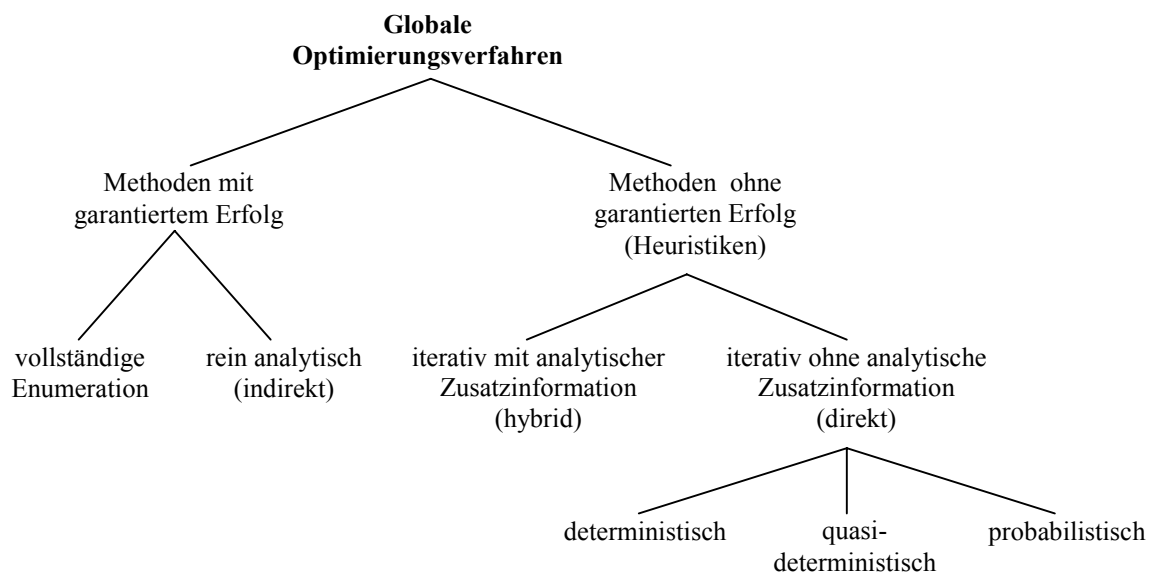 Globale
Optimierungsverfahren
Methoden mit
garantiertem Erfolg
Methoden ohne
garantierten Erfolg
(Heuristiken)
vollständige
Enumeration
rein analytisch
(indirekt)
iterativ mit analytischer
Zusatzinformation
(hybrid)
iterativ ohne analytische
Zusatzinformation
(direkt)
deterministisch
quasi-
deterministisch
probabilistisch